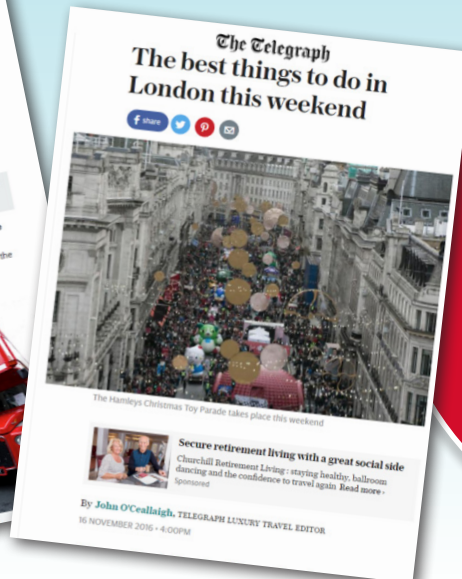 The Telegraph
The best things to do in
London this weekend
share
The Hamleys Christmas Toy Parade takes place this weekend
Secure retirement living with a great social side
Churchill Retirement Living : staying healthy, ballroom
dancing and the confidence to travel again Read more ›
Sponsored
By John O'Ceallaigh, TELEGRAPH LUXURY TRAVEL EDITOR
16 NOVEMBER 2016 • 4:00PM